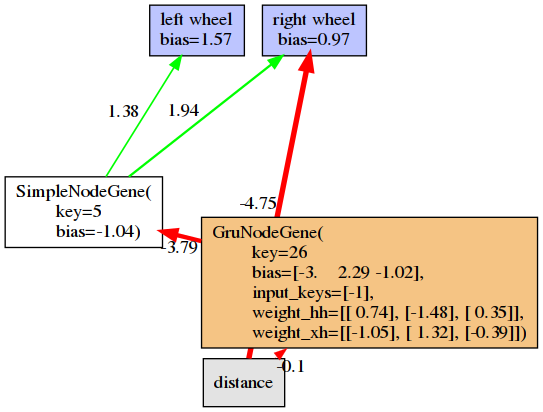 left wheel
bias=1.57
right wheel
bias=0.97
1.38
1.94
SimpleNodeGene(
key=5
bias=-1.04)
-4.75
-3.79
GruNodeGene(
key=26
bias=[-3. 2.29 -1.02],
input_keys=[-1],
weight_hh=[[ 0.74], [-1.48], [ 0.35]],
weight_xh=[[-1.05], [ 1.32], [-0.39]])
-0.1
distance